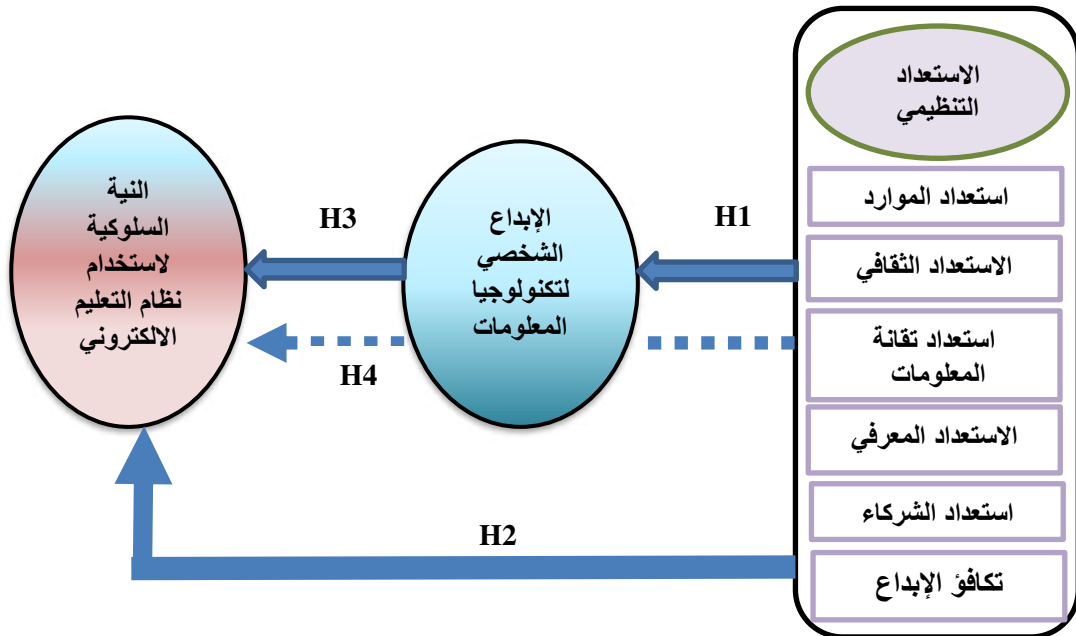 الاستعداد
التنظيمي
استعداد الموارد
الاستعداد الثقافي
استعداد تقانة
المعلومات
الاستعداد المعرفي
استعداد الشركاء
تكافؤ الإبداع
H1
الإبداع
الشخصي
لتكنولوجيا
المعلومات
H3
H4
النية
السلوكية
لاستخدام
نظام التعليم
الالكتروني
H2